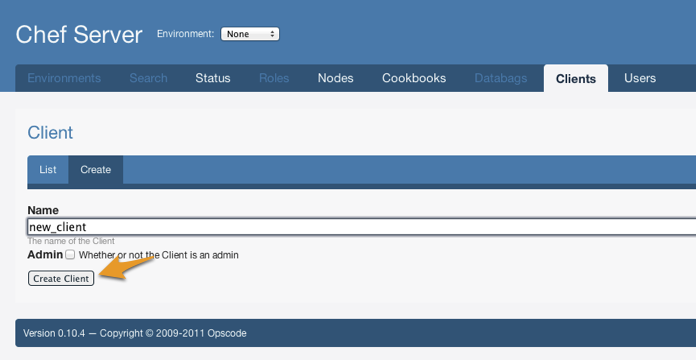 Chef Server Environment: None
Environments Search Status Roles Nodes Cookbooks Databags Clients Users
Client
List Create
Name
new_client
The name of the Client
Admin Whether or not the Client is an admin
Create Client
Version 0.10.4 — Copyright © 2009-2011 Opscode